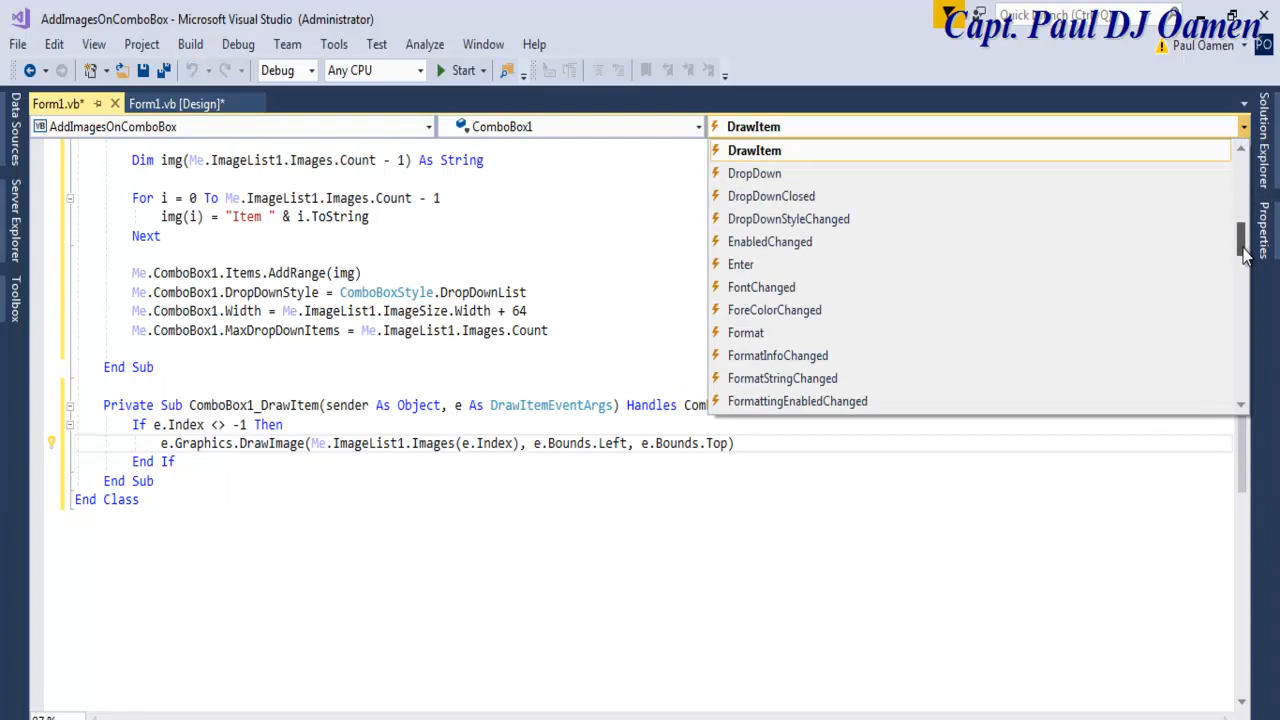 AddImagesOnComboBox - Microsoft Visual Studio (Administrator)
Capt. Paul DJ Oamen
File Edit View Project Build Debug Team Tools Test Analyze Window Help
Paul Oamen PO
Debug Any CPU Start
Form1.vb* Form1.vb [Design]*
AddImagesOnComboBox ComboBox1 DrawItem
Data Sources
Server Explorer
Toolbox
Dim img(Me.ImageList1.Images.Count - 1) As String
For i = 0 To Me.ImageList1.Images.Count - 1
img(i) = "Item " & i.ToString
Next
Me.ComboBox1.Items.AddRange(img)
Me.ComboBox1.DropDownStyle = ComboBoxStyle.DropDownList
Me.ComboBox1.Width = Me.ImageList1.ImageSize.Width + 64
Me.ComboBox1.MaxDropDownItems = Me.ImageList1.Images.Count
End Sub
Private Sub ComboBox1_DrawItem(sender As Object, e As DrawItemEventArgs) Handles Com
If e.Index <> -1 Then
e.Graphics.DrawImage(Me.ImageList1.Images(e.Index), e.Bounds.Left, e.Bounds.Top)
End If
End Sub
End Class
DrawItem
DropDown
DropDownClosed
DropDownStyleChanged
EnabledChanged
Enter
FontChanged
ForeColorChanged
Format
FormatInfoChanged
FormatStringChanged
FormattingEnabledChanged
Solution Explorer
Properties